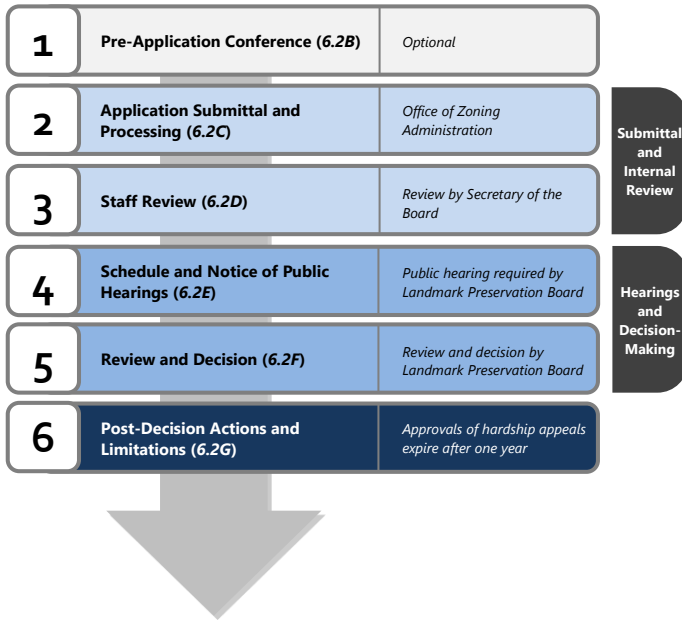 1
Pre-Application Conference (6.2B)
Optional
2
Application Submittal and
Processing (6.2C)
Office of Zoning
Administration
3
Staff Review (6.2D)
Review by Secretary of the
Board
Submittal
and
Internal
Review
4
Schedule and Notice of Public
Hearings (6.2E)
Public hearing required by
Landmark Preservation Board
5
Review and Decision (6.2F)
Review and decision by
Landmark Preservation Board
Hearings
and
Decision-
Making
6
Post-Decision Actions and
Limitations (6.2G)
Approvals of hardship appeals
expire after one year